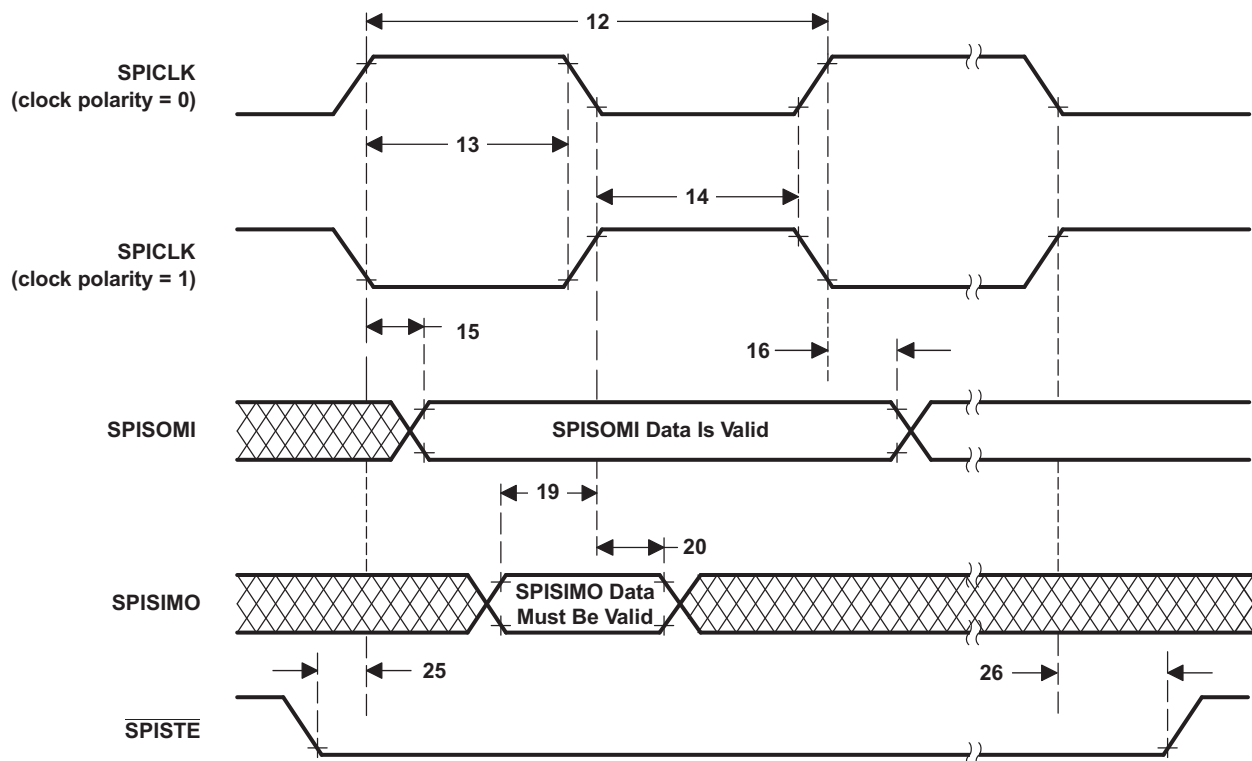 12
SPICLK
(clock polarity = 0)
13
14
SPICLK
(clock polarity = 1)
15
16
SPISOMI
SPISOMI Data Is Valid
19
20
SPISIMO
SPISIMO Data
Must Be Valid
25
26
SPISTE